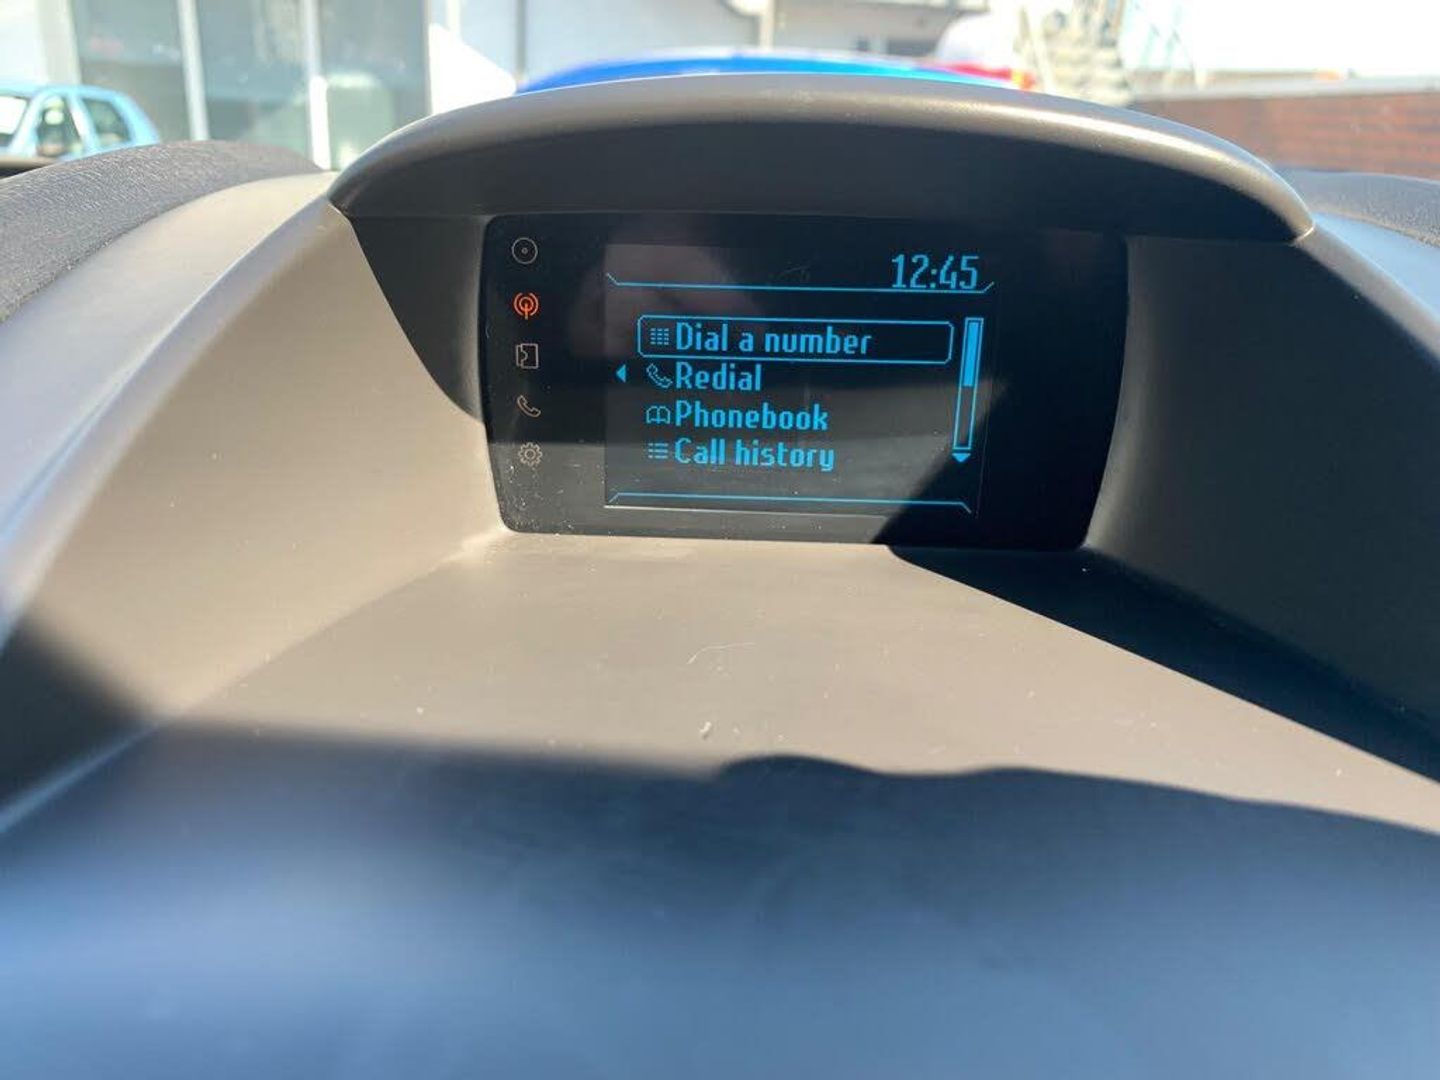 12:45
Dial a number
Redial
Phonebook
Call history